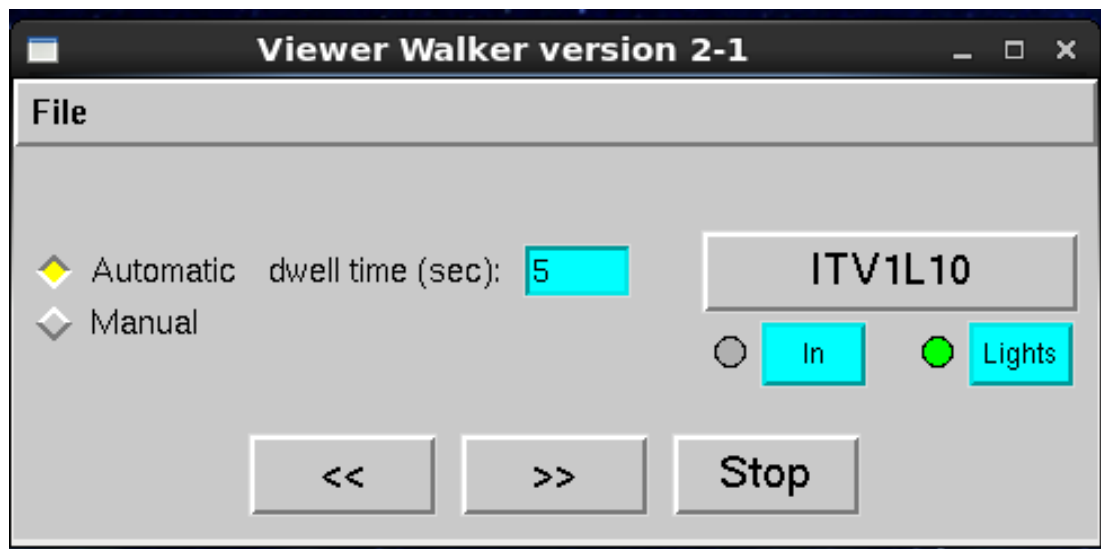 Viewer Walker version 2-1
File
Automatic dwell time (sec): 5
Manual
ITV1L10
In
Lights
<< >> Stop